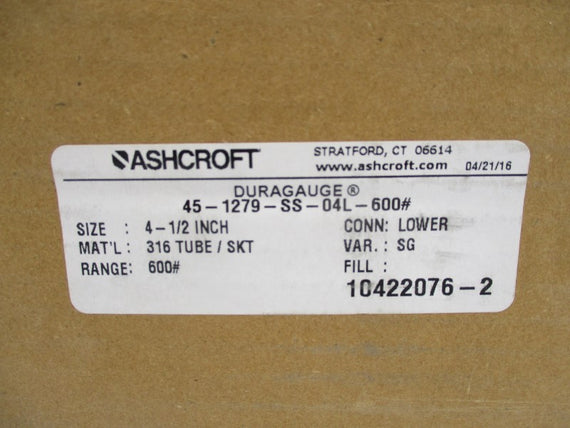 ASHCROFT
STRATFORD, CT 06614
www.ashcroft.com 04/21/16
DURAGAUGE ®
45-1279-SS-04L-600#
SIZE : 4-1/2 INCH CONN: LOWER
MAT'L : 316 TUBE / SKT VAR. : SG
RANGE: 600# FILL :
10422076-2